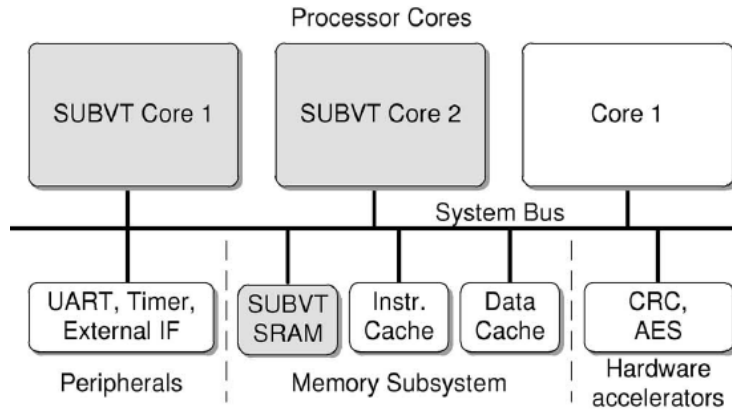 Processor Cores
SUBVT Core 1
SUBVT Core 2
Core 1
System Bus
UART, Timer,
External IF
SUBVT
SRAM
Instr.
Cache
Data
Cache
CRC,
AES
Peripherals
Memory Subsystem
Hardware
accelerators